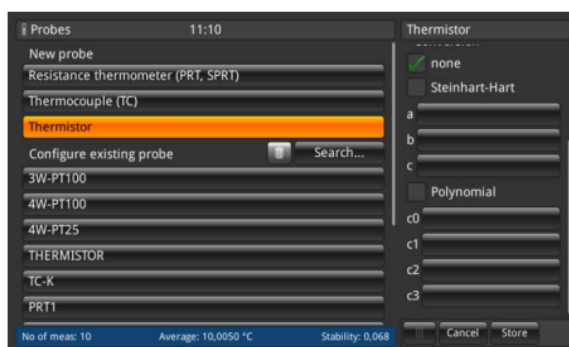 Probes 11:10
New probe
Resistance thermometer (PRT, SPRT)
Thermocouple (TC)
Thermistor
Configure existing probe Search...
3W-PT100
4W-PT100
4W-PT25
THERMISTOR
TC-K
PRT1
No of meas: 10 Average: 10,0050 °C Stability: 0,068
Thermistor
none
Steinhart-Hart
a
b
c
Polynomial
c0
c1
c2
c3
Cancel Store